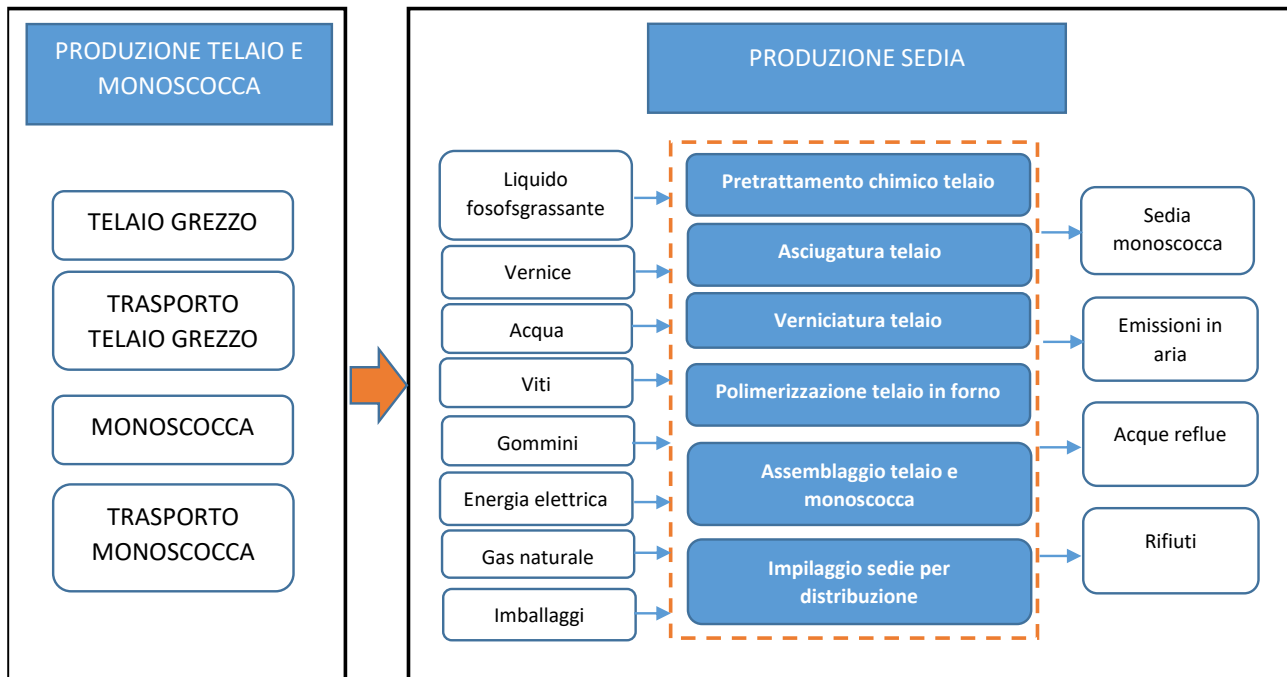 PRODUZIONE TELAIO E
MONOSCOCCA
TELAIO GREZZO
TRASPORTO
TELAIO GREZZO
MONOSCOCCA
TRASPORTO
MONOSCOCCA
PRODUZIONE SEDIA
Liquido
fosofsgrassante
Vernice
Acqua
Viti
Gommini
Energia elettrica
Gas naturale
Imballaggi
Pretrattamento chimico telaio
Asciugatura telaio
Verniciatura telaio
Polimerizzazione telaio in forno
Assemblaggio telaio e
monoscocca
Impilaggio sedie per
distribuzione
Sedia
monoscocca
Emissioni in
aria
Acque reflue
Rifiuti